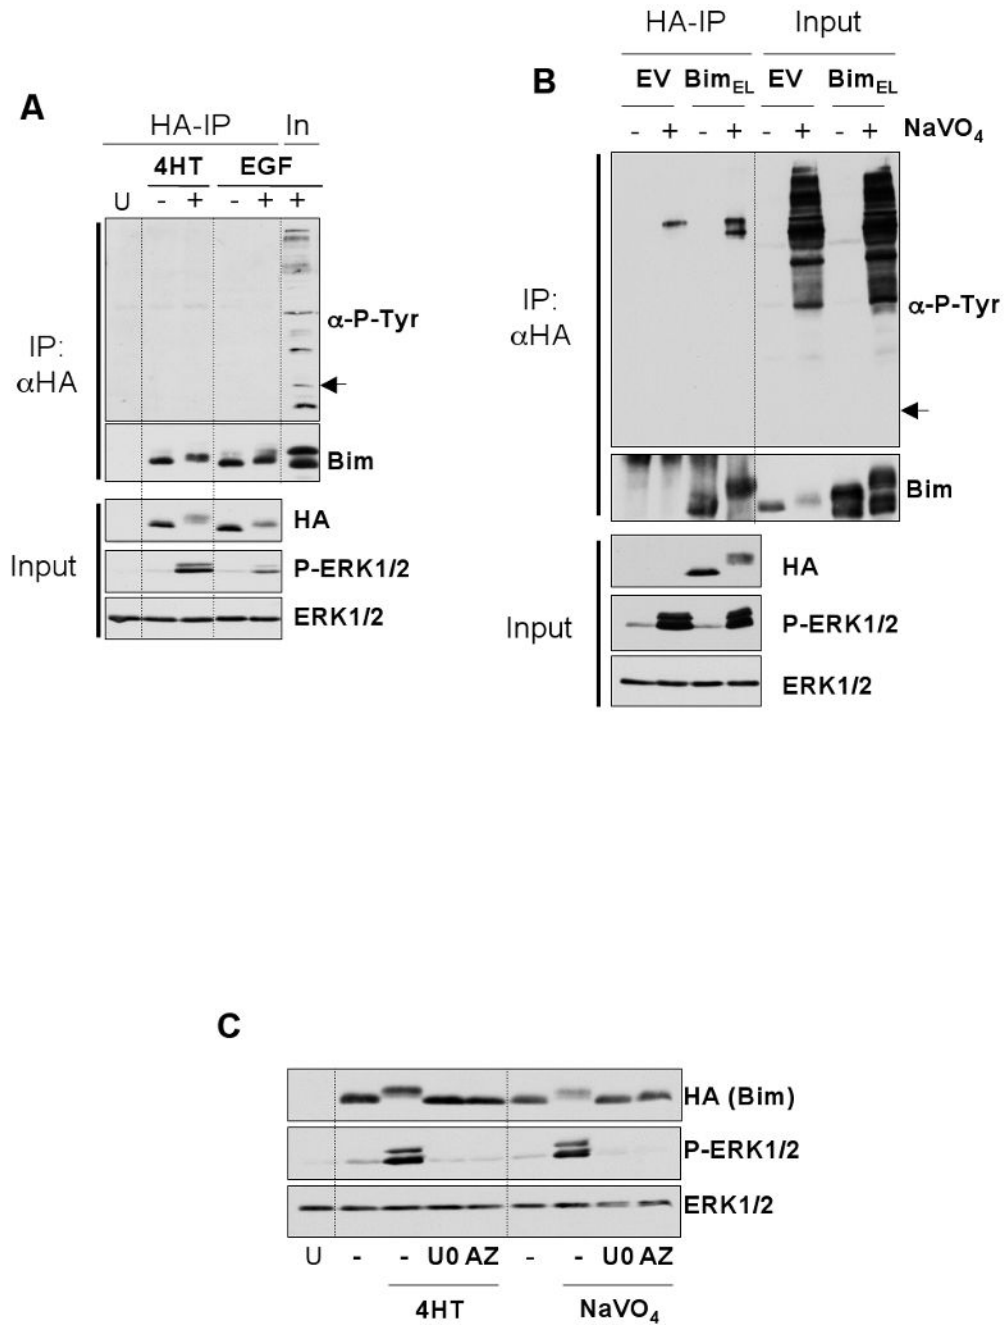 A
HA-IP In
4HT EGF
U - + - + +
IP:
αHA
α-P-Tyr
Bim
Input
HA
P-ERK1/2
ERK1/2
B
HA-IP Input
EV BimEL EV BimEL
- + - + - + - + NaVO4
IP:
αHA
α-P-Tyr
Bim
Input
HA
P-ERK1/2
ERK1/2
C
HA (Bim)
P-ERK1/2
ERK1/2
U - - U0 AZ - - U0 AZ
4HT NaVO4